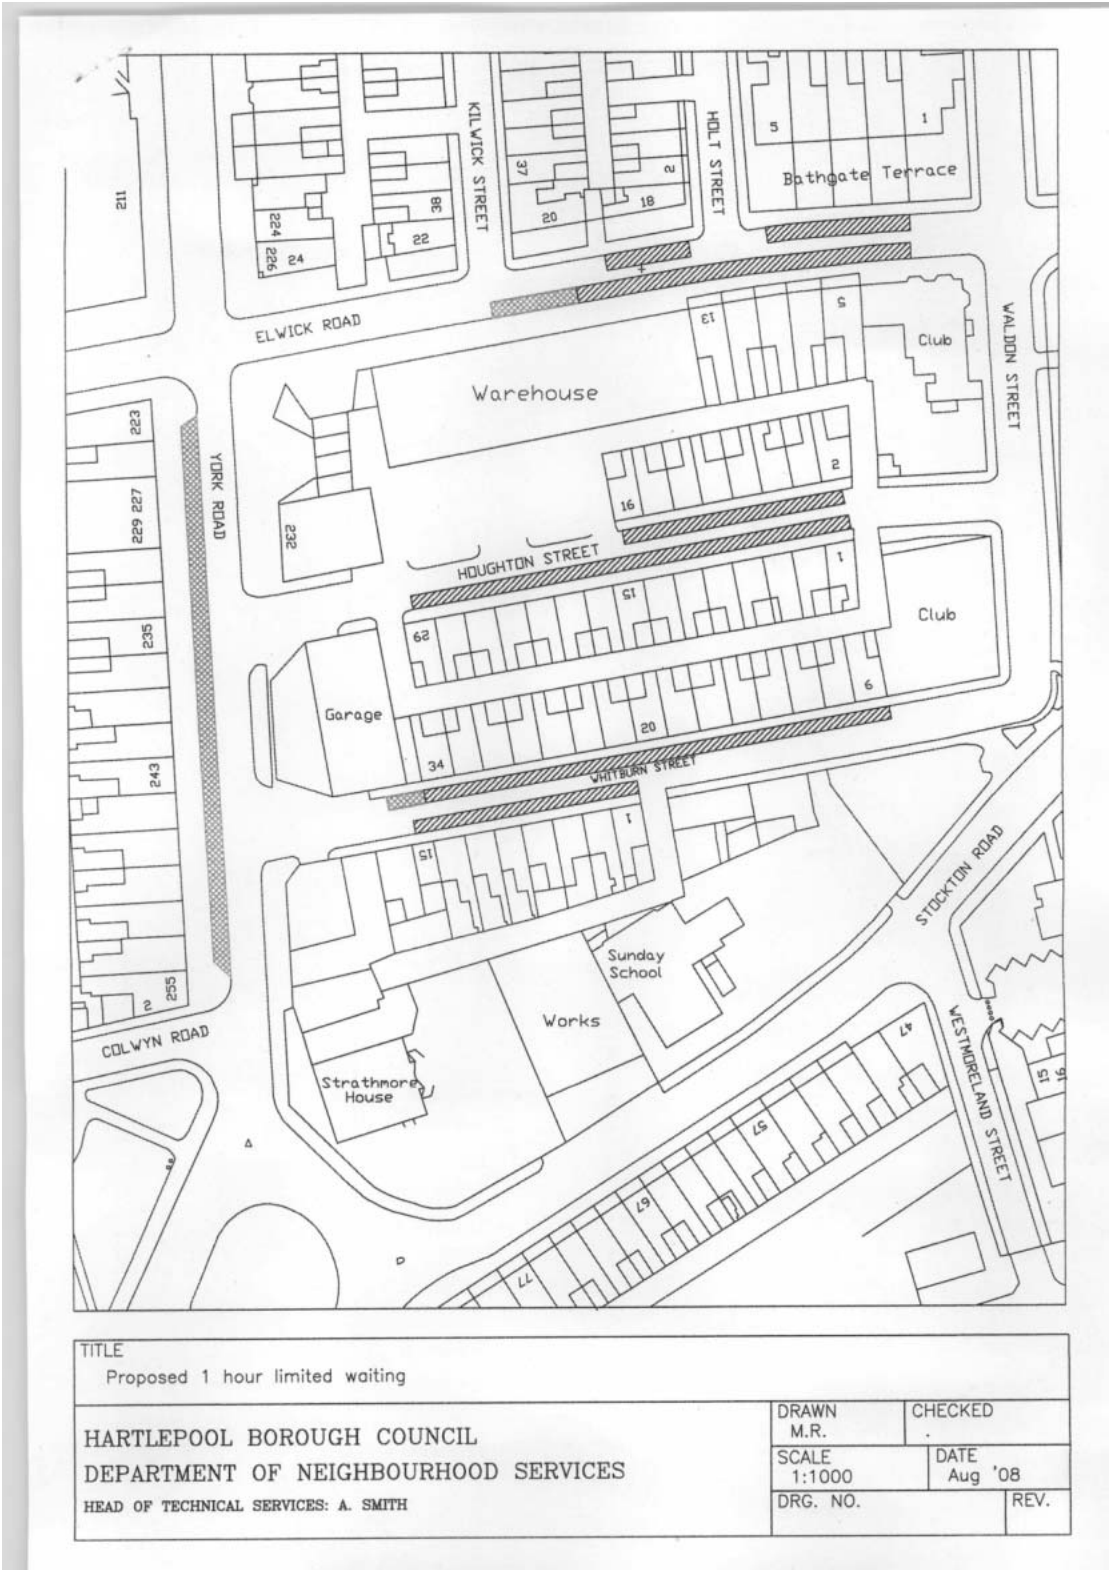 211
224
226
24
38
22
KILWICK STREET
37
20
18
2
HOLT STREET
5
1
Bathgate Terrace
ELWICK ROAD
13
5
Club
WALDON STREET
Warehouse
223
227
229
YORK ROAD
232
16
2
HOUGHTON STREET
29
15
1
Club
235
Garage
34
20
6
243
WHITBURN STREET
15
1
STOCKTON ROAD
Sunday
School
Works
255
2
COLWYN ROAD
Strathmore
House
47
57
67
77
WESTMORELAND STREET
15
16
TITLE
Proposed 1 hour limited waiting
HARTLEPOOL BOROUGH COUNCIL
DEPARTMENT OF NEIGHBOURHOOD SERVICES
HEAD OF TECHNICAL SERVICES: A. SMITH
DRAWN
M.R.
CHECKED
.
SCALE
1:1000
DATE
Aug '08
DRG. NO.
REV.